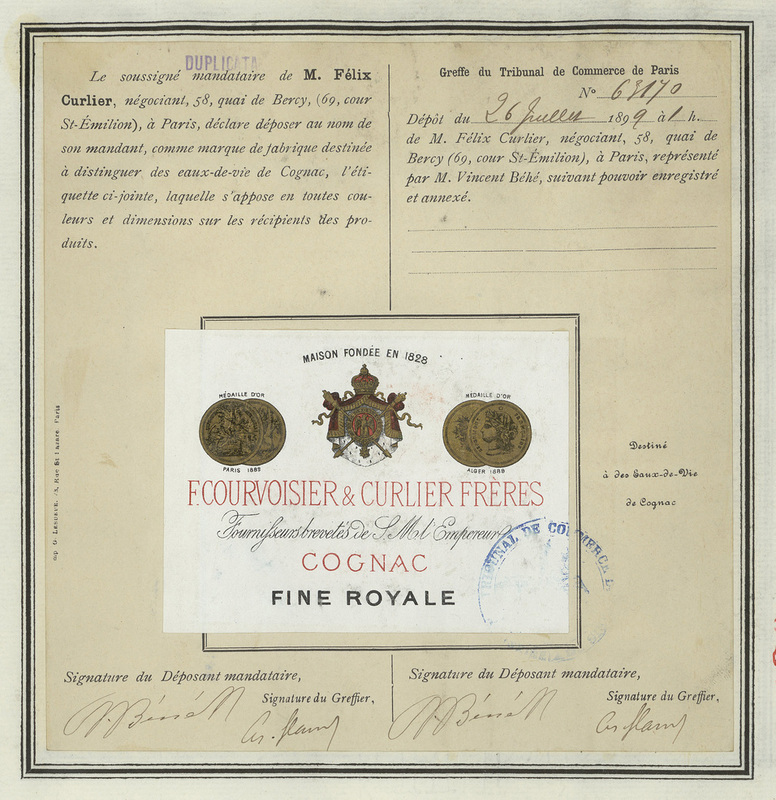 DUPLICATA
Le soussigné mandataire de M. Félix
Curlier, négociant, 58, quai de Bercy, (69, cour
St-Émilion), à Paris, déclare déposer au nom de
son mandant, comme marque de fabrique destinée
à distinguer des eaux-de-vie de Cognac, l'éti-
quette ci-jointe, laquelle s'appose en toutes cou-
leurs et dimensions sur les récipients des pro-
duits.
Greffe du Tribunal de Commerce de Paris
No 63170
Dépôt du 26 Juillet 1899 à 1 h.
de M. Félix Curlier, négociant, 58, quai de
Bercy (69, cour St-Émilion), à Paris, représenté
par M. Vincent Béhé, suivant pouvoir enregistré
et annexé.
MAISON FONDÉE EN 1828
MÉDAILLE D'OR
PARIS 1889
MÉDAILLE D'OR
ALGER 1889
F. COURVOISIER & CURLIER FRÈRES
Fournisseurs brevetés de S. M. l'Empereur
COGNAC
FINE ROYALE
TRIBUNAL DE COMMERCE
Destiné
à des Eaux-de-Vie
de Cognac
Rue St Lazare, Paris
Signature du Déposant mandataire,
Signature du Greffier,
Signature du Déposant mandataire,
Signature du Greffier,